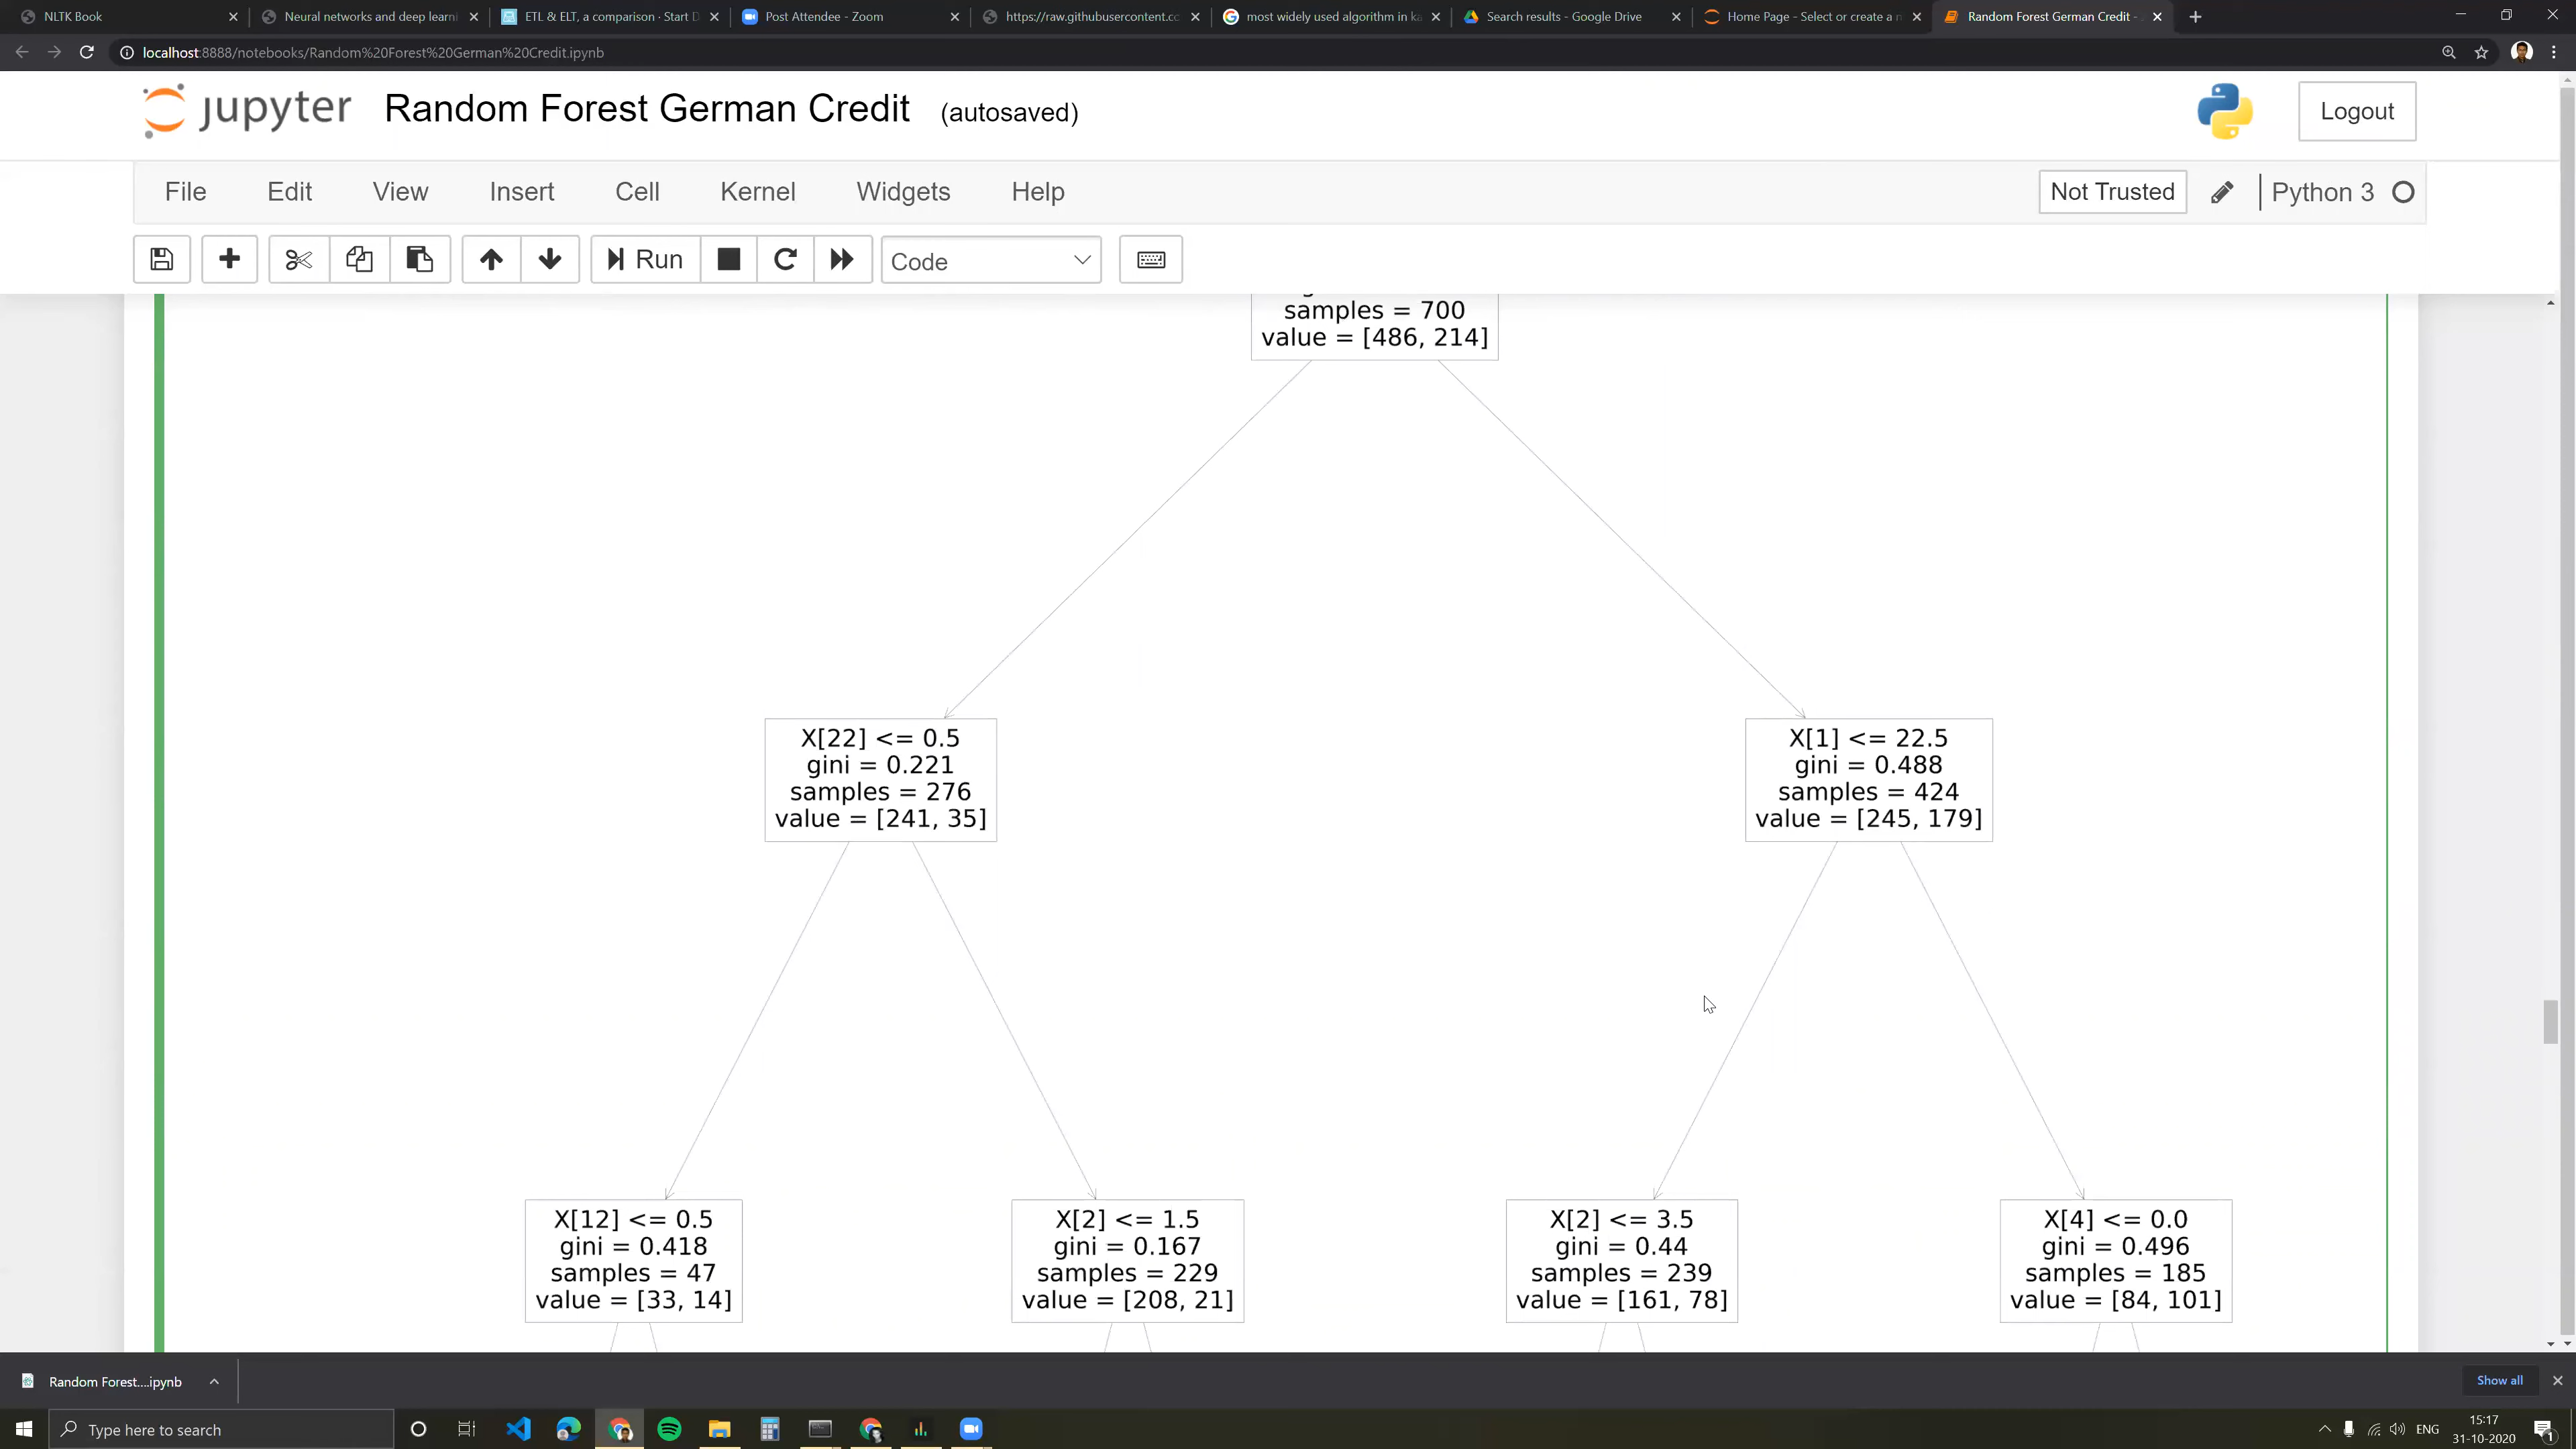 NLTK Book
Neural networks and deep learni
ETL & ELT, a comparison · Start D
Post Attendee - Zoom
https://raw.githubusercontent.cc
most widely used algorithm in ka
Search results - Google Drive
Home Page - Select or create a n
Random Forest German Credit -
localhost:8888/notebooks/Random%20Forest%20German%20Credit.ipynb
jupyter Random Forest German Credit (autosaved)
Logout
File Edit View Insert Cell Kernel Widgets Help
Not Trusted
Python 3
Run
Code
samples = 700
value = [486, 214]
X[22] <= 0.5
gini = 0.221
samples = 276
value = [241, 35]
X[1] <= 22.5
gini = 0.488
samples = 424
value = [245, 179]
X[12] <= 0.5
gini = 0.418
samples = 47
value = [33, 14]
X[2] <= 1.5
gini = 0.167
samples = 229
value = [208, 21]
X[2] <= 3.5
gini = 0.44
samples = 239
value = [161, 78]
X[4] <= 0.0
gini = 0.496
samples = 185
value = [84, 101]
Random Forest....ipynb
Show all
Type here to search
ENG
15:17
31-10-2020
1